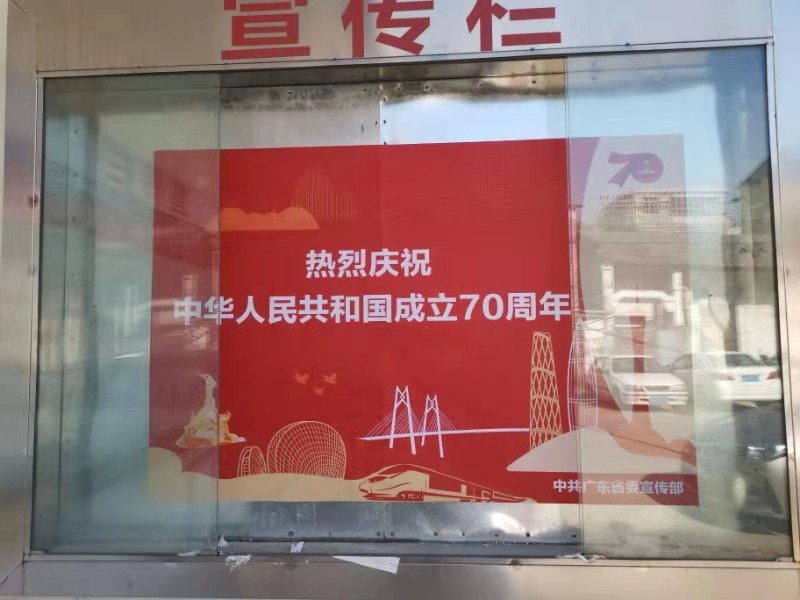 宣传栏
70
热烈庆祝
中华人民共和国成立70周年
中共广东省委宣传部